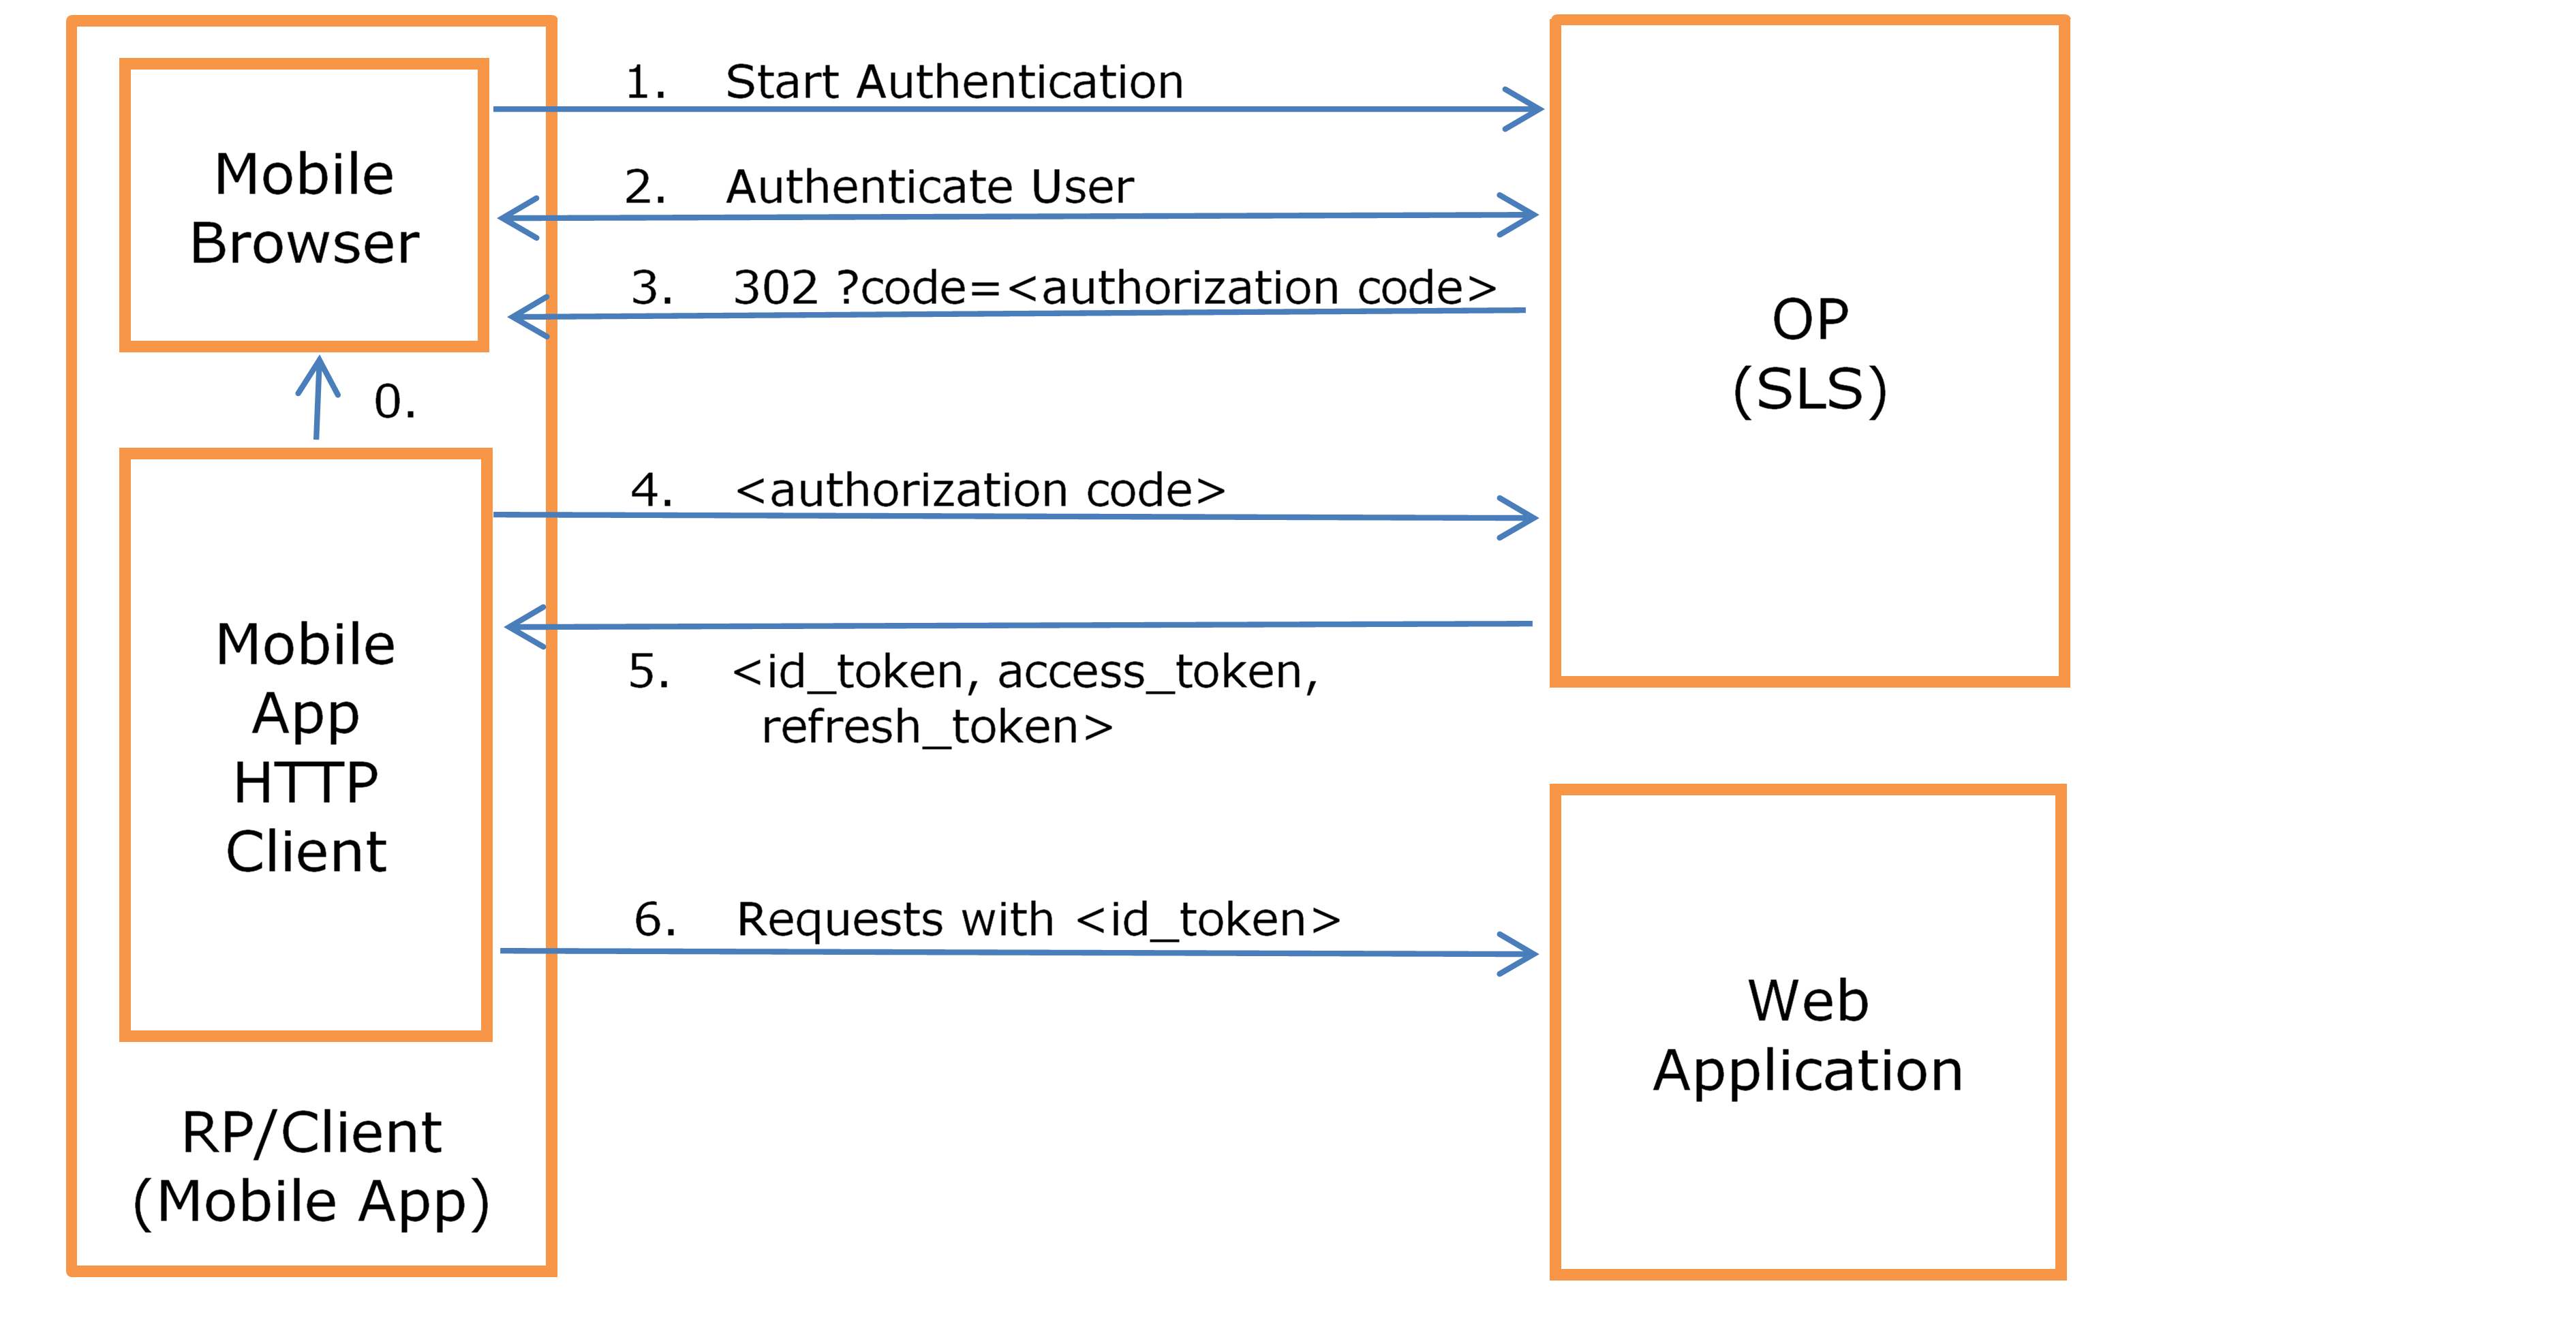 1. Start Authentication
2. Authenticate User
3. 302 ?code=<authorization code>
Mobile
Browser
0.
OP
(SLS)
4. <authorization code>
5. <id_token, access_token,
refresh_token>
Mobile
App
HTTP
Client
6. Requests with <id_token>
Web
Application
RP/Client
(Mobile App)